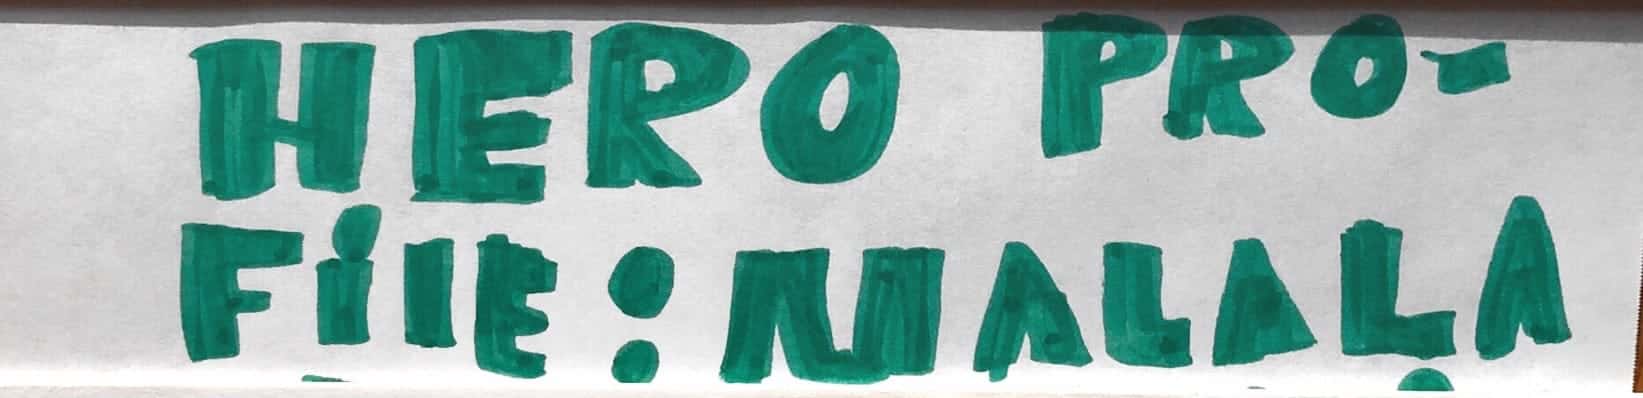 HERO PRO-
FilE: MALALA